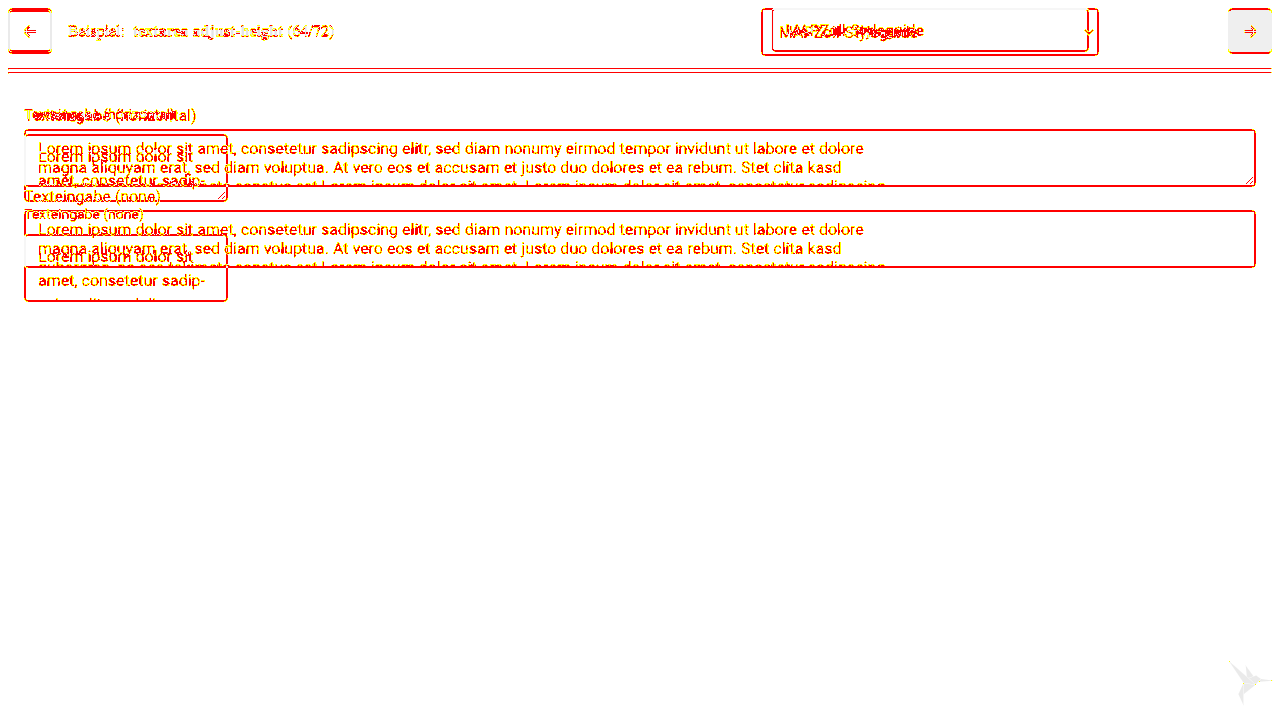 Beispiel: textarea adjust-height (64/72)
Lorem ipsum dolor sit amet, consetetur sadipscing elitr, sed diam nonumy eirmod tempor invidunt ut labore et dolore
magna aliquyam erat, sed diam voluptua. At vero eos et accusam et justo duo dolores et ea rebum. Stet clita kasd
Lorem ipsum dolor sit
amet, consetetur sadip-
Texteingabe (none)
Texteingabe (none)
Lorem ipsum dolor sit amet, consetetur sadipscing elitr, sed diam nonumy eirmod tempor invidunt ut labore et dolore
magna aliquyam erat, sed diam voluptua. At vero eos et accusam et justo duo dolores et ea rebum. Stet clita kasd
Lorem ipsum dolor sit
amet, consetetur sadip-